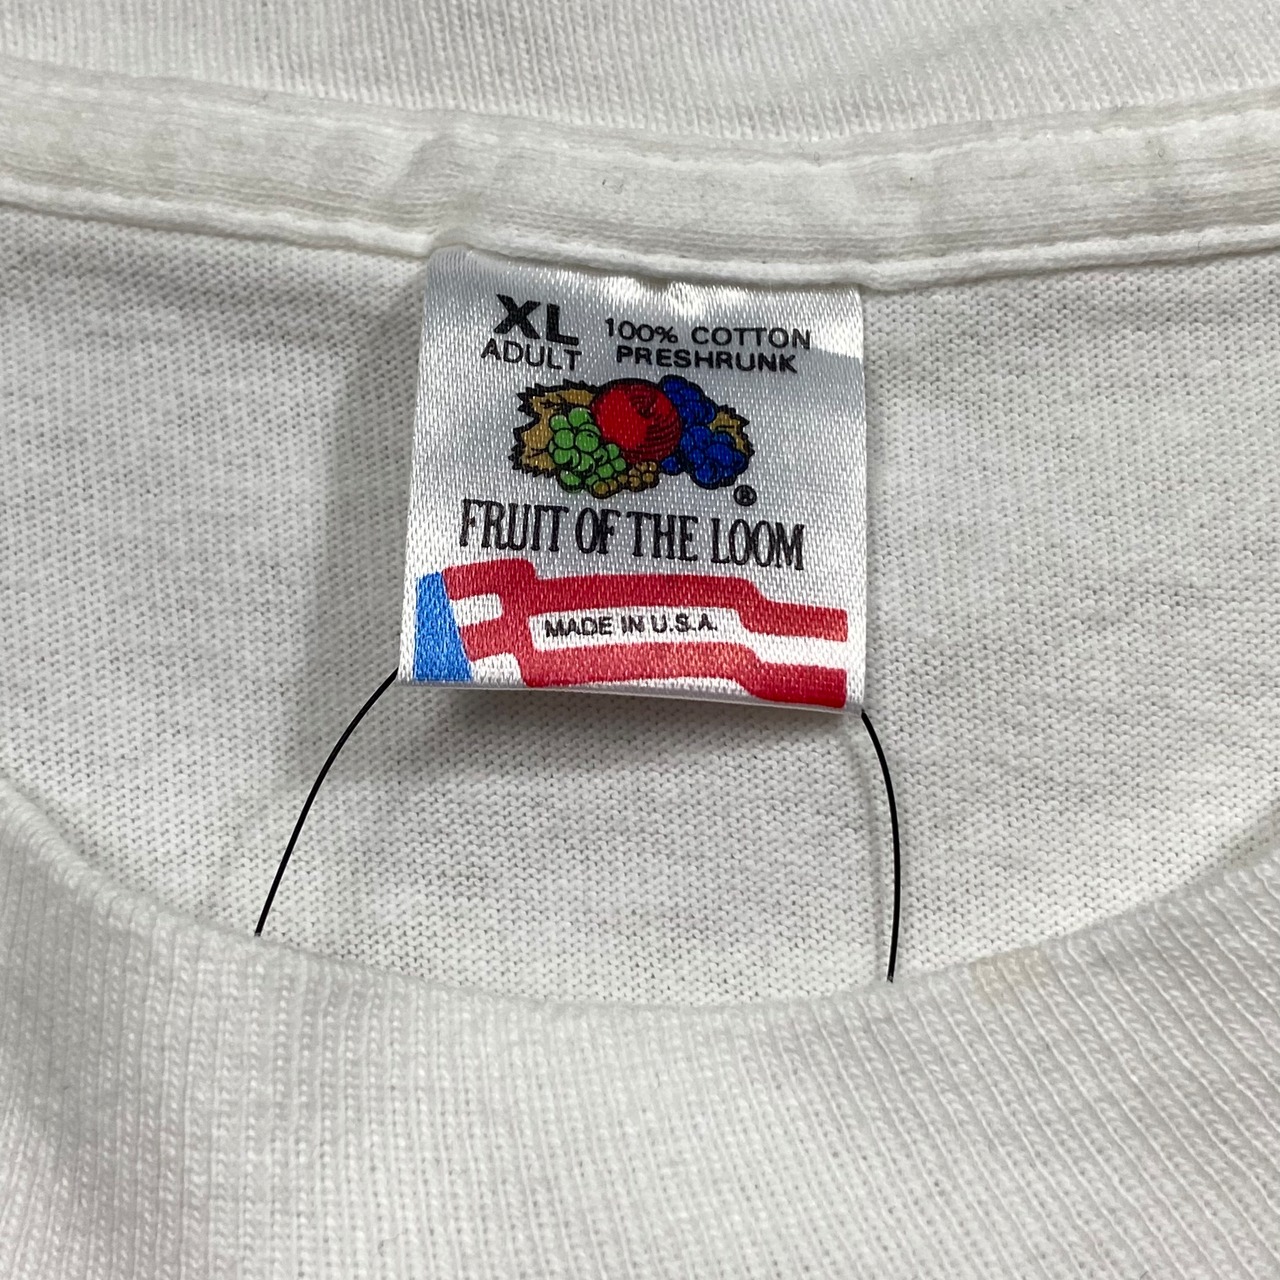 XL 100% COTTON
ADULT PRESHRUNK
®
FRUIT OF THE LOOM
MADE IN U.S.A.